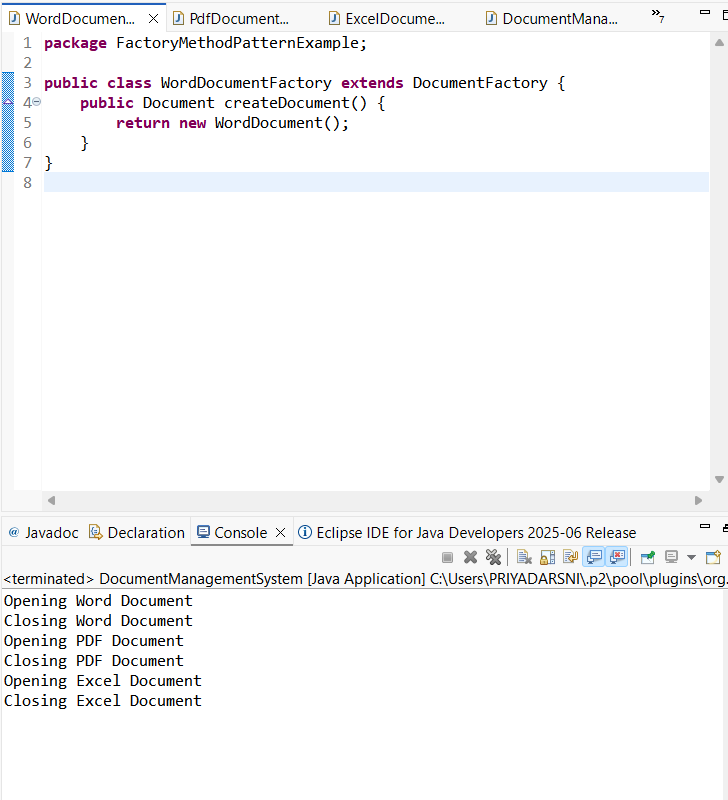 WordDocumen...
PdfDocument...
ExcelDocume...
DocumentMana...
»7
1 package FactoryMethodPatternExample;
2
3 public class WordDocumentFactory extends DocumentFactory {
4 public Document createDocument() {
5 return new WordDocument();
6 }
7 }
8
@ Javadoc
Declaration
Console
Eclipse IDE for Java Developers 2025-06 Release
<terminated> DocumentManagementSystem [Java Application] C:\Users\PRIYADARSNI\.p2\pool\plugins\org.
Opening Word Document
Closing Word Document
Opening PDF Document
Closing PDF Document
Opening Excel Document
Closing Excel Document